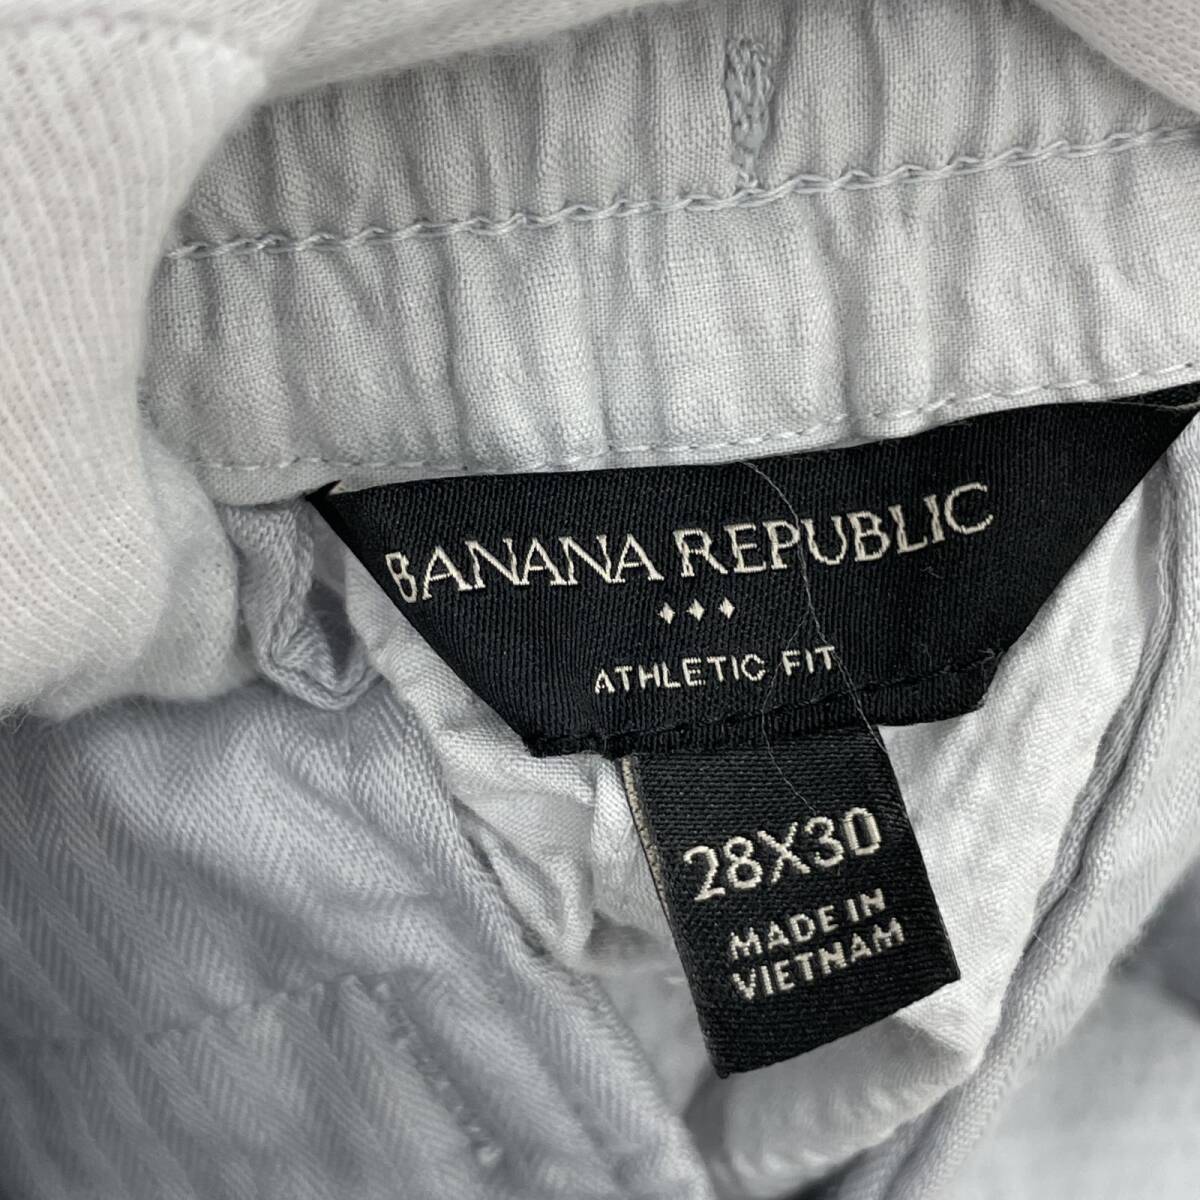 BANANA REPUBLIC
ATHLETIC FIT
28X30
MADE IN
VIETNAM